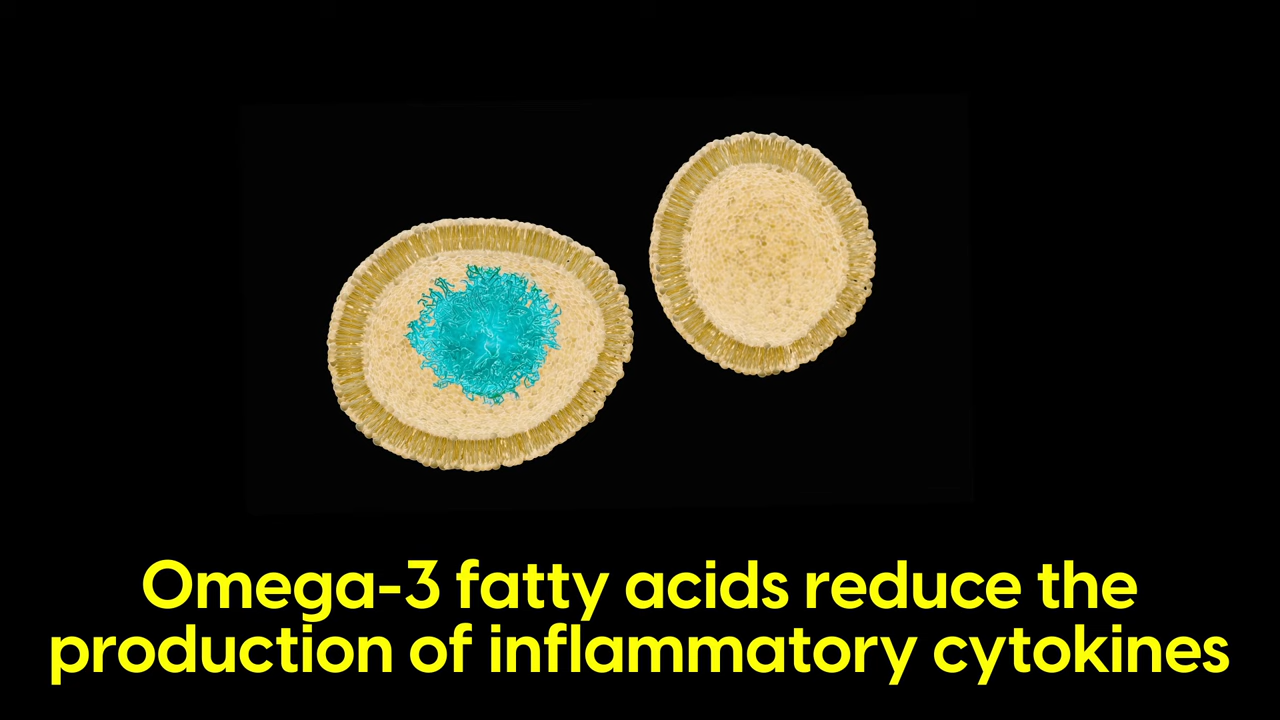 Omega-3 fatty acids reduce the
production of inflammatory cytokines